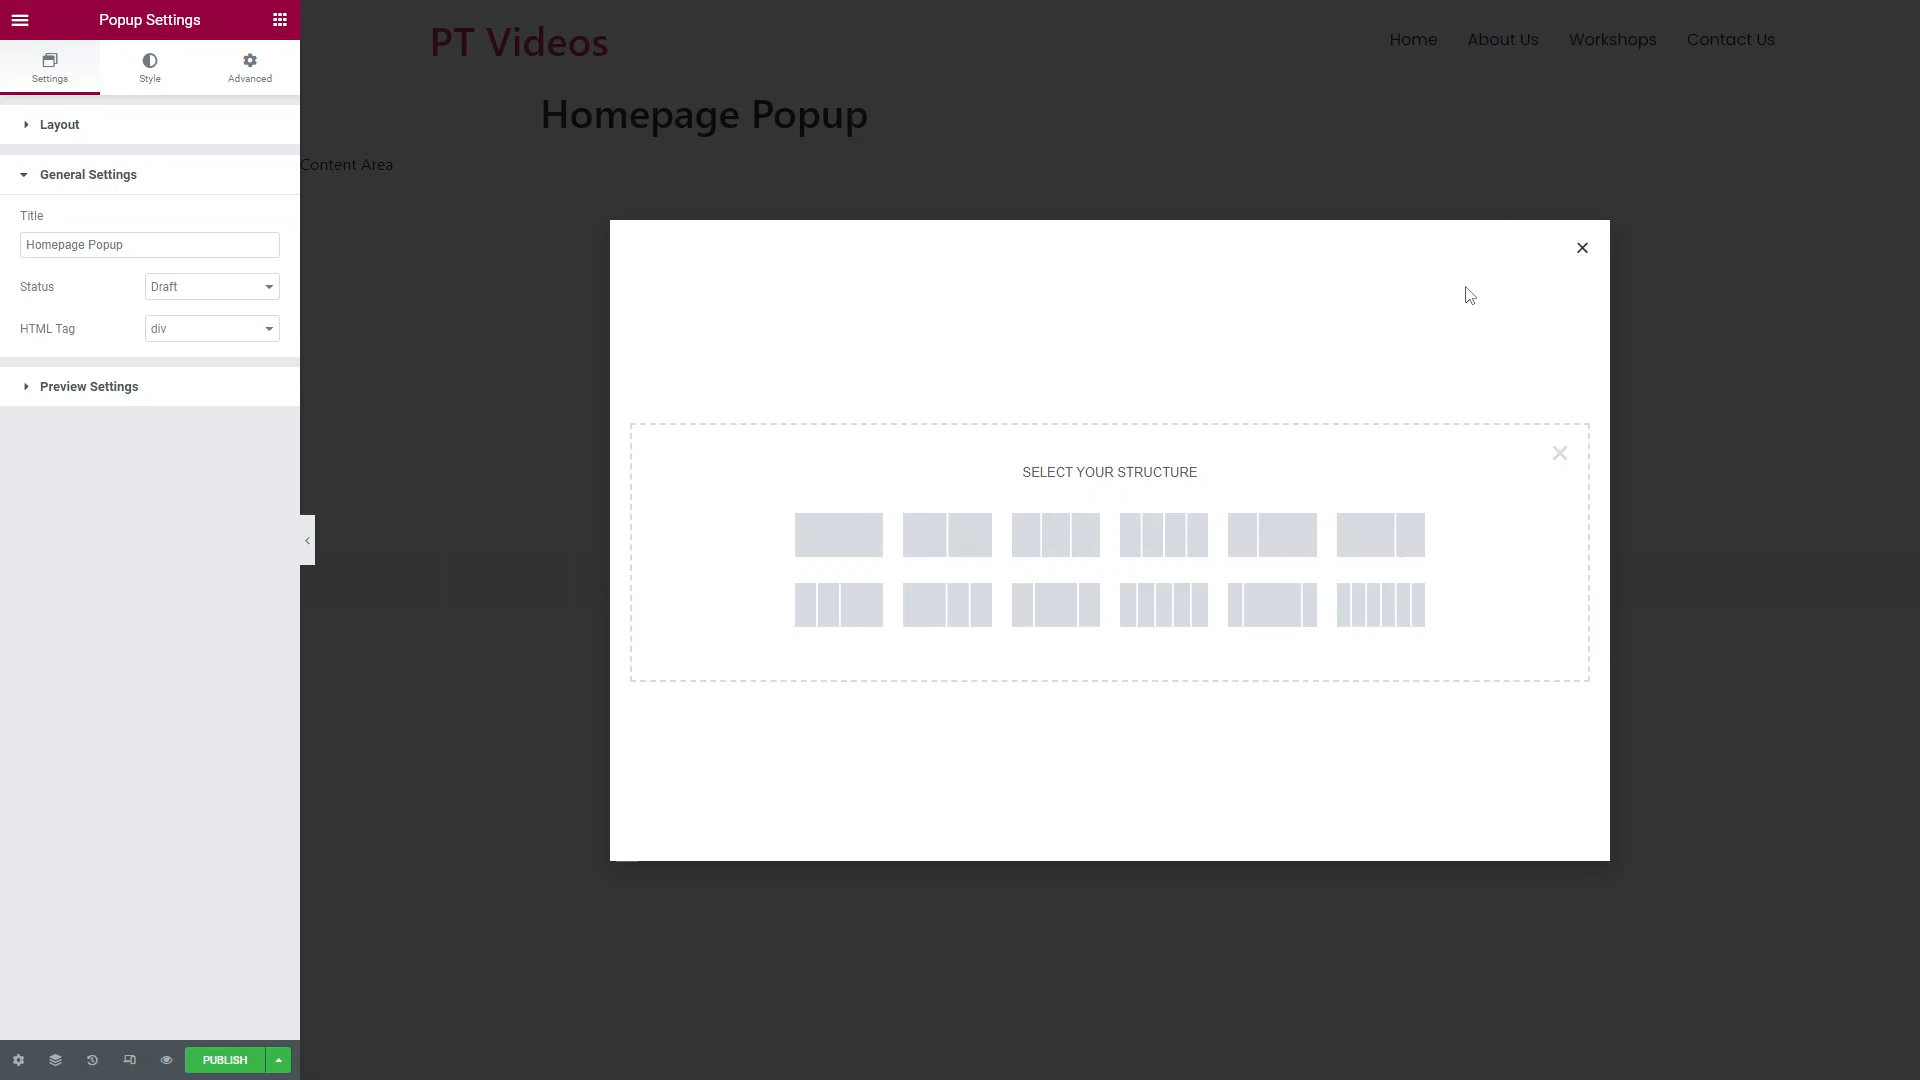 Popup Settings
Settings
Style
Advanced
Layout
General Settings
Title
Homepage Popup
Status
Draft
HTML Tag
div
Preview Settings
PUBLISH
PT Videos
Home
About Us
Workshops
Contact Us
Homepage Popup
Content Area
SELECT YOUR STRUCTURE